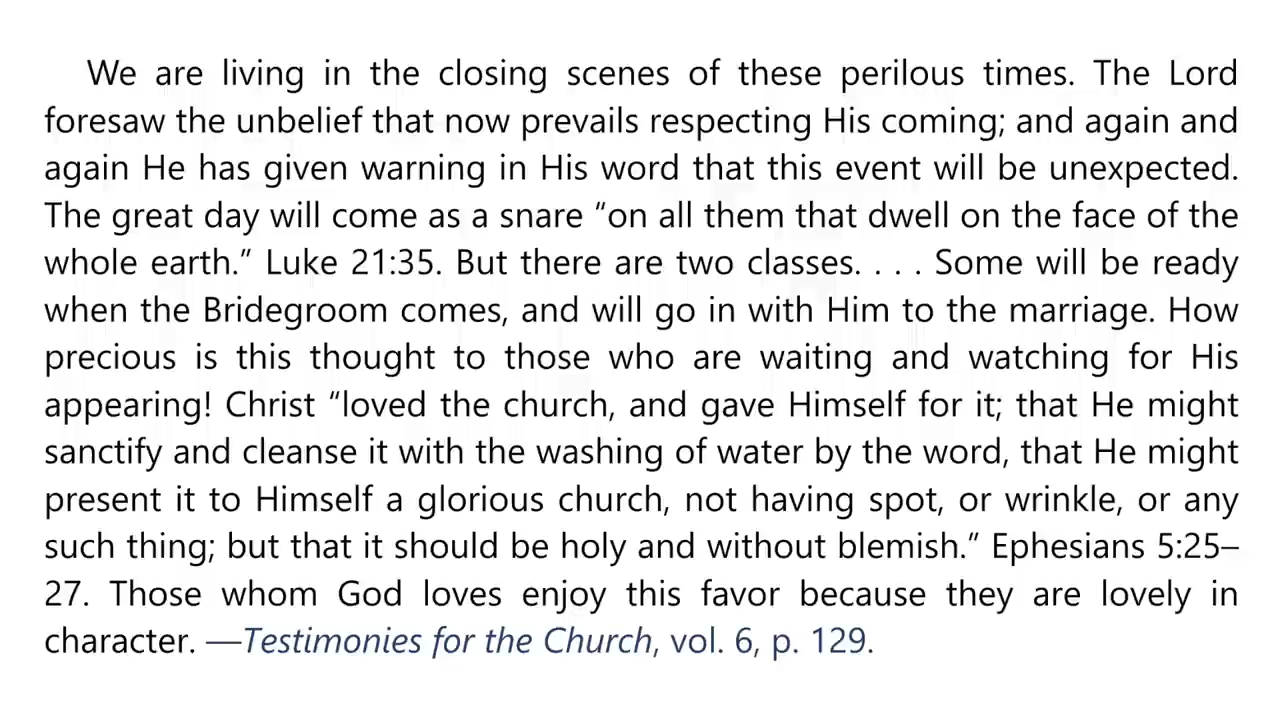 We are living in the closing scenes of these perilous times. The Lord
foresaw the unbelief that now prevails respecting His coming; and again and
again He has given warning in His word that this event will be unexpected.
The great day will come as a snare “on all them that dwell on the face of the
whole earth.” Luke 21:35. But there are two classes. . . . Some will be ready
when the Bridegroom comes, and will go in with Him to the marriage. How
precious is this thought to those who are waiting and watching for His
appearing! Christ “loved the church, and gave Himself for it; that He might
sanctify and cleanse it with the washing of water by the word, that He might
present it to Himself a glorious church, not having spot, or wrinkle, or any
such thing; but that it should be holy and without blemish.” Ephesians 5:25–
27. Those whom God loves enjoy this favor because they are lovely in
character. —Testimonies for the Church, vol. 6, p. 129.